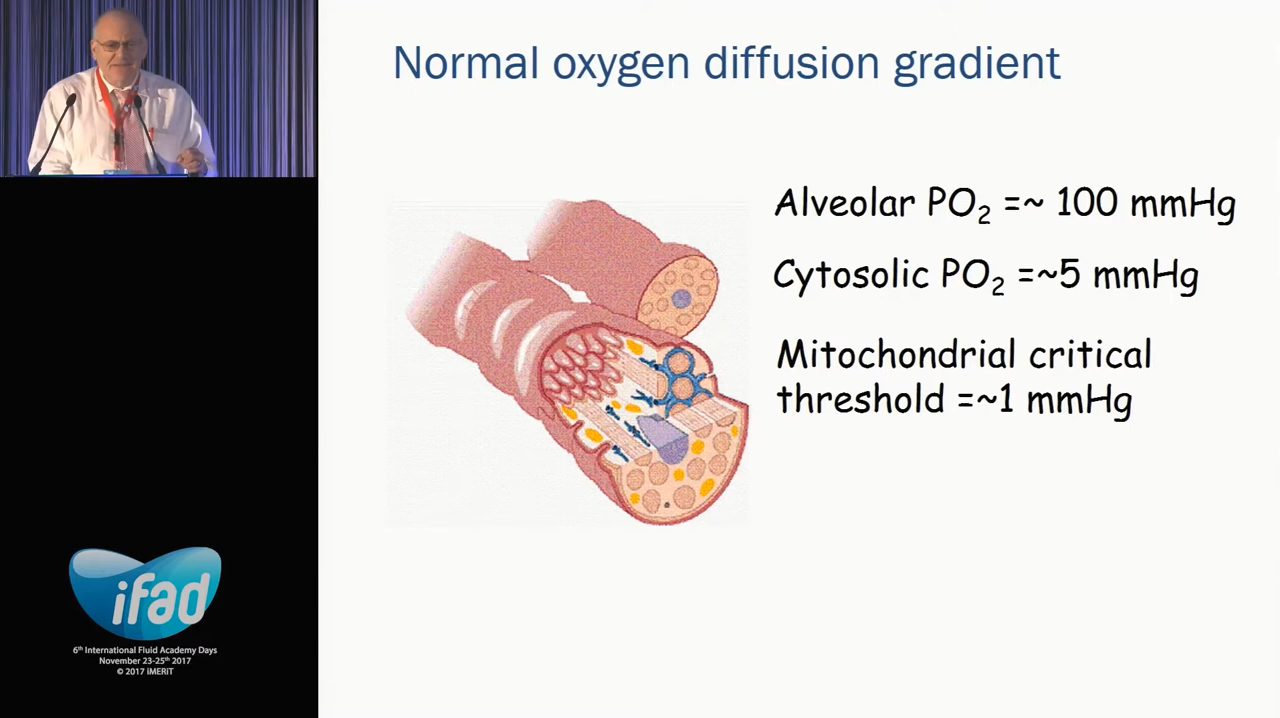 Normal oxygen diffusion gradient
Alveolar PO₂ =~ 100 mmHg
Cytosolic PO₂ =~5 mmHg
Mitochondrial critical
threshold =~1 mmHg
ifad
6th International Fluid Academy Days
November 23-25th 2017
© 2017 iMERiT